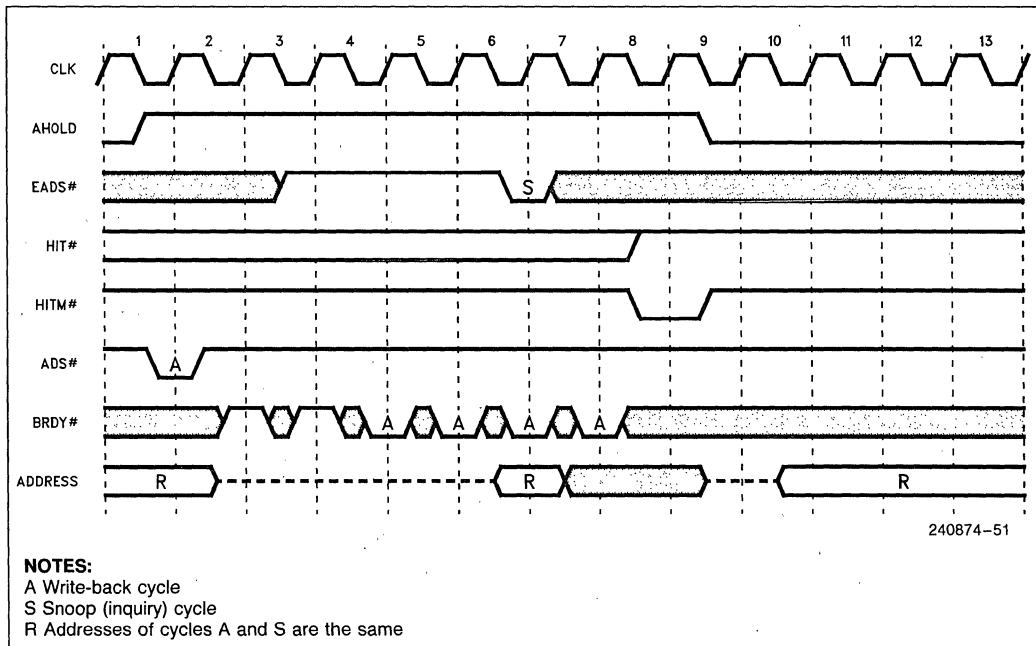 1 2 3 4 5 6 7 8 9 10 11 12 13
CLK
AHOLD
EADS# S
HIT#
HITM#
ADS# A
BRDY# A A A A
ADDRESS R R R
240874–51
NOTES:
A Write-back cycle
S Snoop (inquiry) cycle
R Addresses of cycles A and S are the same